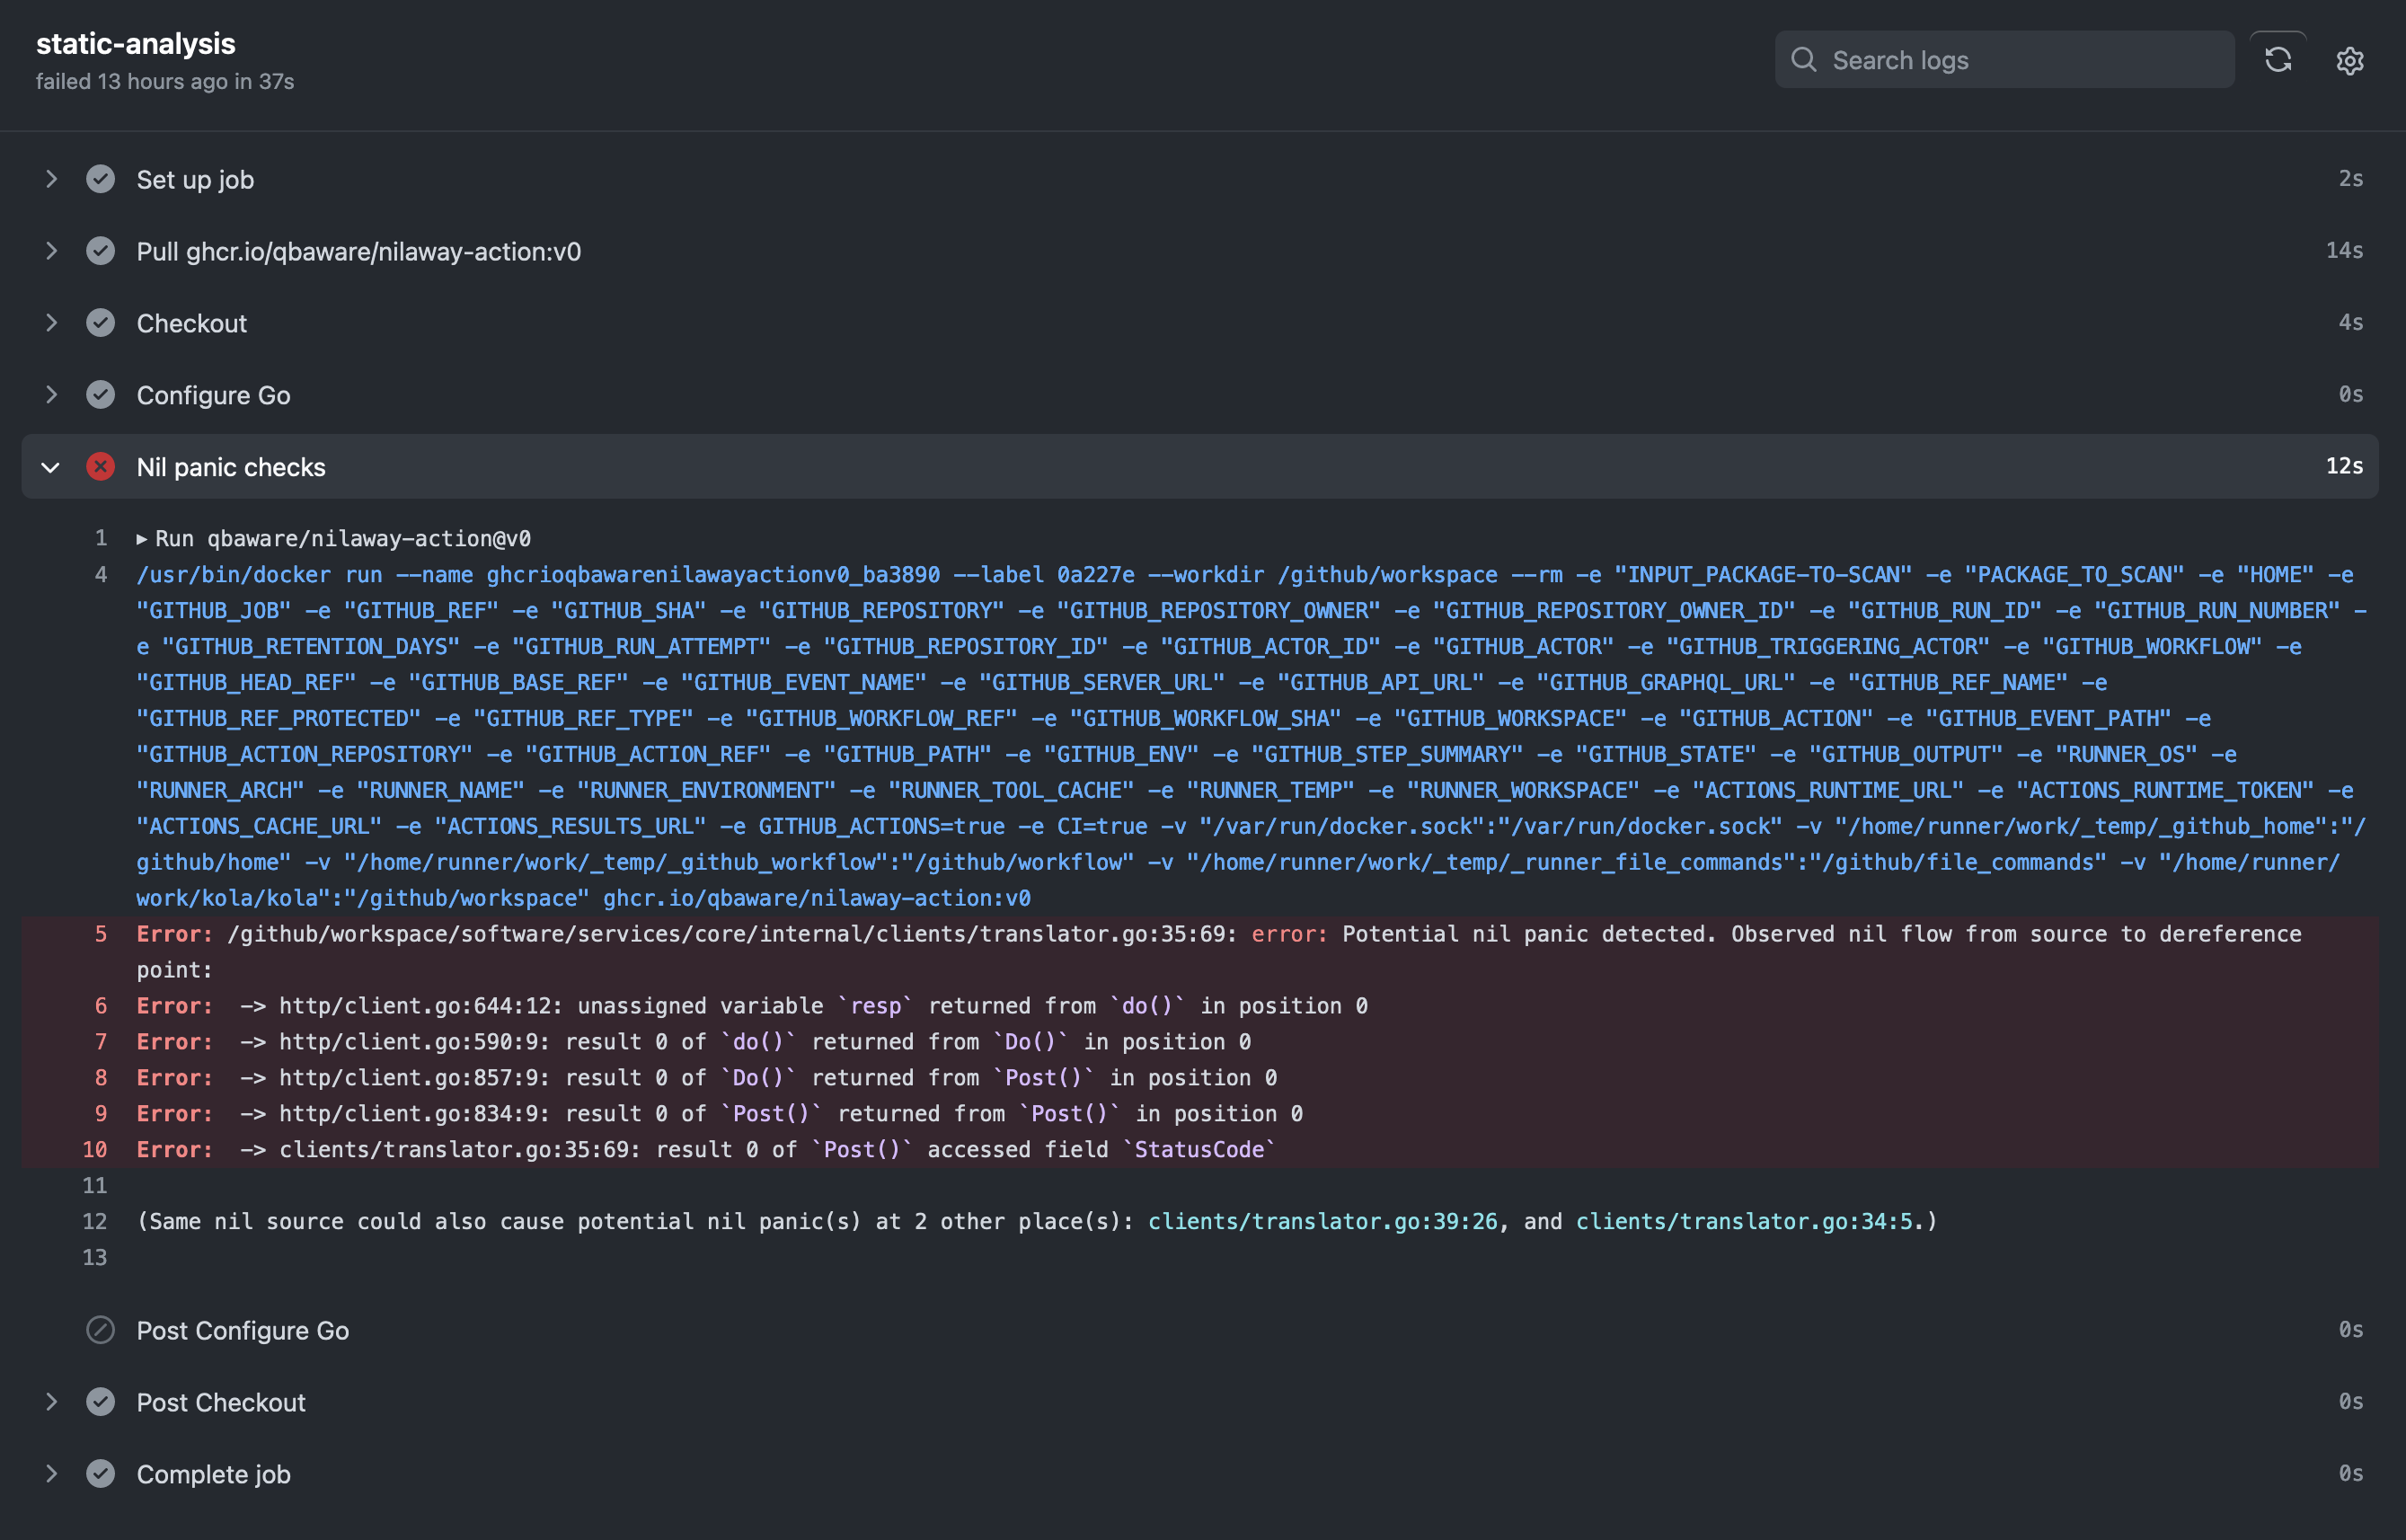 static-analysis
failed 13 hours ago in 37s
Search logs
Set up job 2s
Pull ghcr.io/qbaware/nilaway-action:v0 14s
Checkout 4s
Configure Go 0s
Nil panic checks 12s
1 ▸ Run qbaware/nilaway-action@v0
4 /usr/bin/docker run --name ghcrioqbawarenilawayactionv0_ba3890 --label 0a227e --workdir /github/workspace --rm -e "INPUT_PACKAGE-TO-SCAN" -e "PACKAGE_TO_SCAN" -e "HOME" -e
"GITHUB_JOB" -e "GITHUB_REF" -e "GITHUB_SHA" -e "GITHUB_REPOSITORY" -e "GITHUB_REPOSITORY_OWNER" -e "GITHUB_REPOSITORY_OWNER_ID" -e "GITHUB_RUN_ID" -e "GITHUB_RUN_NUMBER" -
e "GITHUB_RETENTION_DAYS" -e "GITHUB_RUN_ATTEMPT" -e "GITHUB_REPOSITORY_ID" -e "GITHUB_ACTOR_ID" -e "GITHUB_ACTOR" -e "GITHUB_TRIGGERING_ACTOR" -e "GITHUB_WORKFLOW" -e
"GITHUB_HEAD_REF" -e "GITHUB_BASE_REF" -e "GITHUB_EVENT_NAME" -e "GITHUB_SERVER_URL" -e "GITHUB_API_URL" -e "GITHUB_GRAPHQL_URL" -e "GITHUB_REF_NAME" -e
"GITHUB_REF_PROTECTED" -e "GITHUB_REF_TYPE" -e "GITHUB_WORKFLOW_REF" -e "GITHUB_WORKFLOW_SHA" -e "GITHUB_WORKSPACE" -e "GITHUB_ACTION" -e "GITHUB_EVENT_PATH" -e
"GITHUB_ACTION_REPOSITORY" -e "GITHUB_ACTION_REF" -e "GITHUB_PATH" -e "GITHUB_ENV" -e "GITHUB_STEP_SUMMARY" -e "GITHUB_STATE" -e "GITHUB_OUTPUT" -e "RUNNER_OS" -e
"RUNNER_ARCH" -e "RUNNER_NAME" -e "RUNNER_ENVIRONMENT" -e "RUNNER_TOOL_CACHE" -e "RUNNER_TEMP" -e "RUNNER_WORKSPACE" -e "ACTIONS_RUNTIME_URL" -e "ACTIONS_RUNTIME_TOKEN" -e
"ACTIONS_CACHE_URL" -e "ACTIONS_RESULTS_URL" -e GITHUB_ACTIONS=true -e CI=true -v "/var/run/docker.sock":"/var/run/docker.sock" -v "/home/runner/work/_temp/_github_home":"/
github/home" -v "/home/runner/work/_temp/_github_workflow":"/github/workflow" -v "/home/runner/work/_temp/_runner_file_commands":"/github/file_commands" -v "/home/runner/
work/kola/kola":"/github/workspace" ghcr.io/qbaware/nilaway-action:v0
5 Error: /github/workspace/software/services/core/internal/clients/translator.go:35:69: error: Potential nil panic detected. Observed nil flow from source to dereference
point:
6 Error: -> http/client.go:644:12: unassigned variable `resp` returned from `do()` in position 0
7 Error: -> http/client.go:590:9: result 0 of `do()` returned from `Do()` in position 0
8 Error: -> http/client.go:857:9: result 0 of `Do()` returned from `Post()` in position 0
9 Error: -> http/client.go:834:9: result 0 of `Post()` returned from `Post()` in position 0
10 Error: -> clients/translator.go:35:69: result 0 of `Post()` accessed field `StatusCode`
11
12 (Same nil source could also cause potential nil panic(s) at 2 other place(s): clients/translator.go:39:26, and clients/translator.go:34:5.)
13
Post Configure Go 0s
Post Checkout 0s
Complete job 0s